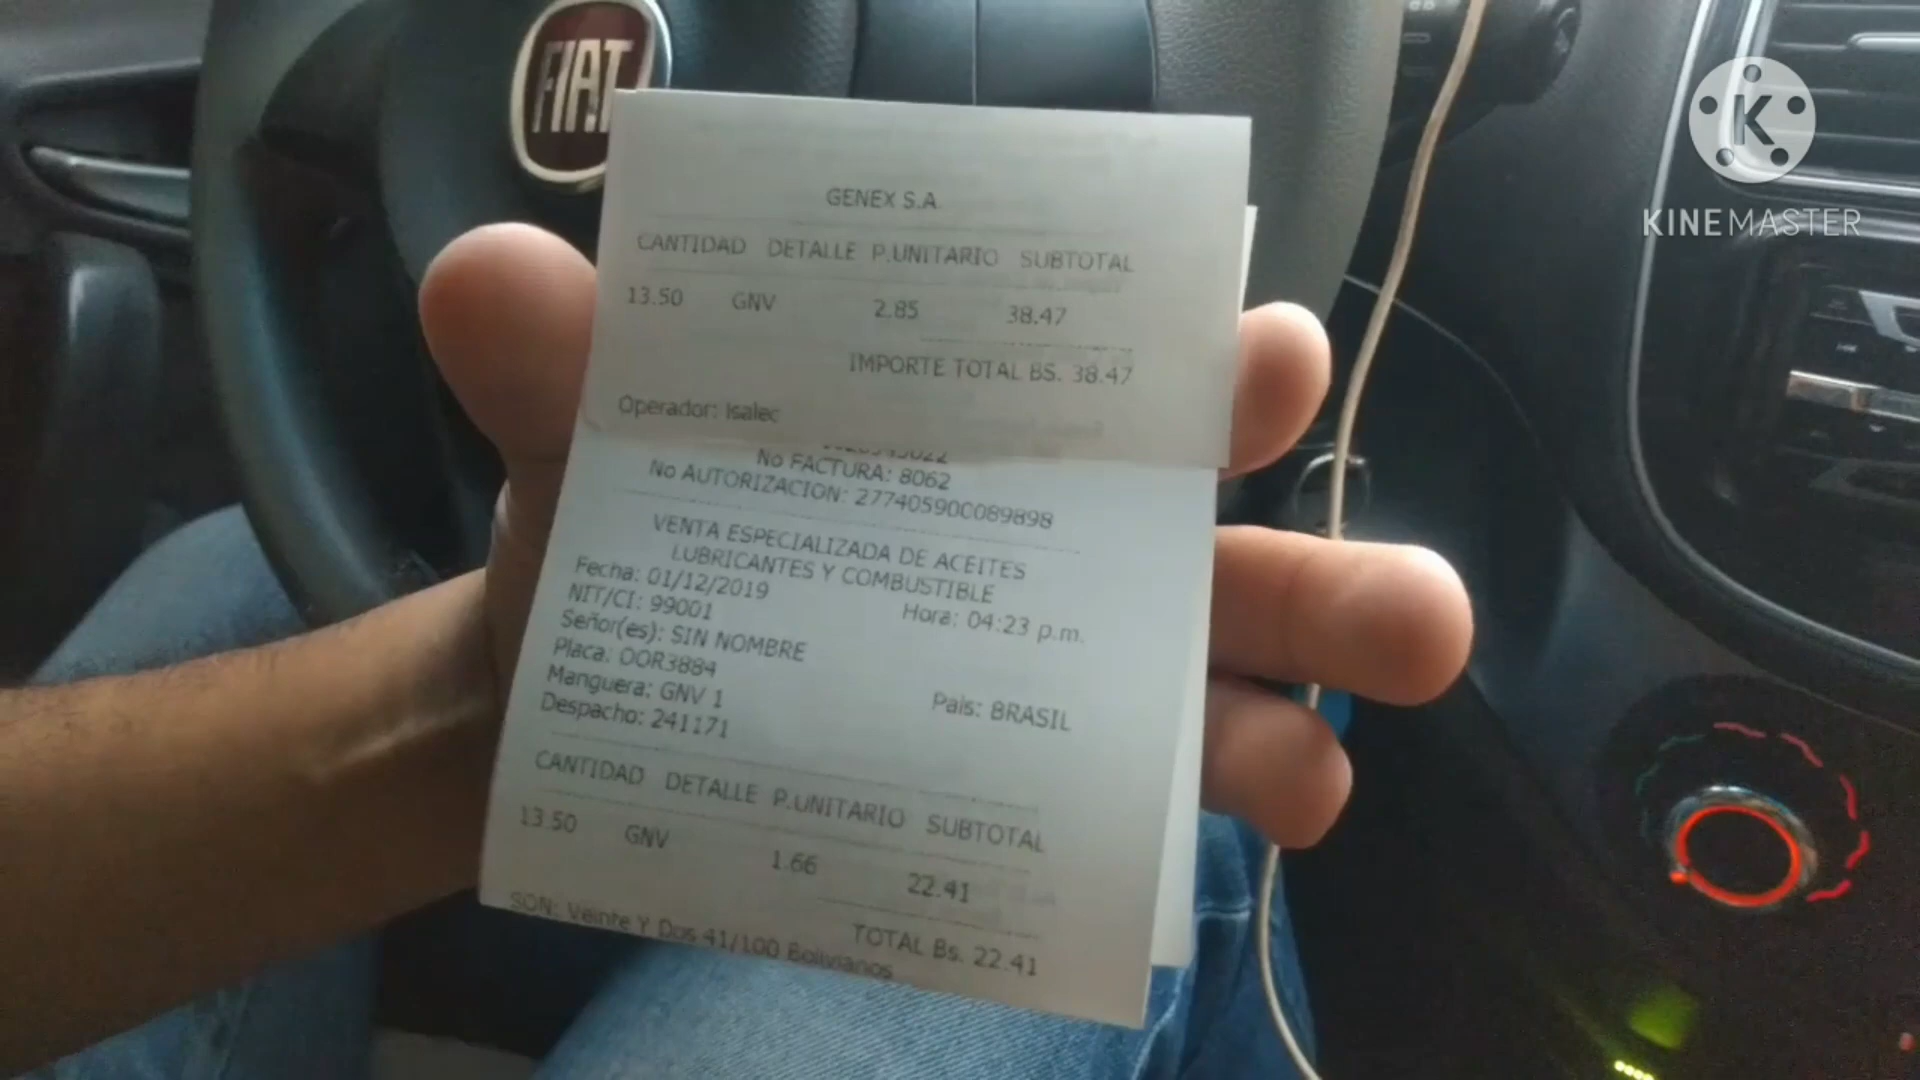 FIAT
K
KINEMASTER
GENEX S.A.
CANTIDAD DETALLE P.UNITARIO SUBTOTAL
13.50 GNV 2.85 38.47
IMPORTE TOTAL BS. 38.47
Operador: Isalec
No FACTURA: 8062
No AUTORIZACION: 277405900089898
VENTA ESPECIALIZADA DE ACEITES
LUBRICANTES Y COMBUSTIBLE
Fecha: 01/12/2019 Hora: 04:23 p.m.
NIT/CI: 99001
Señor(es): SIN NOMBRE
Placa: OOR3884 País: BRASIL
Manguera: GNV 1
Despacho: 241171
CANTIDAD DETALLE P.UNITARIO SUBTOTAL
13.50 GNV 1.66 22.41
TOTAL Bs. 22.41
SON: Veinte Y Dos 41/100 Bolivianos